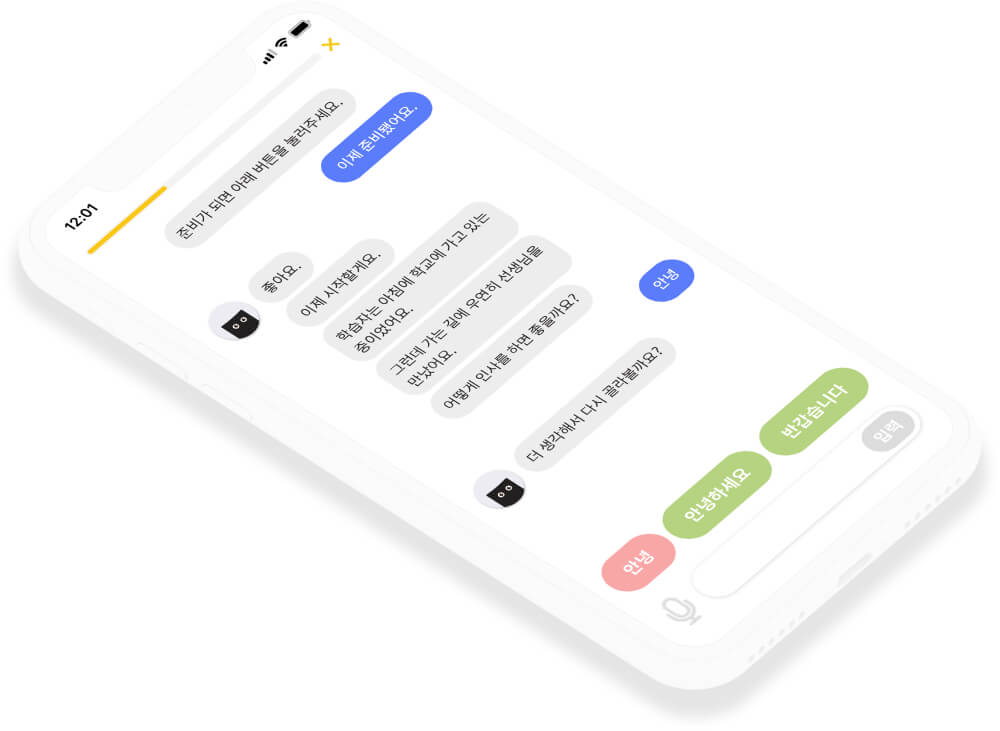 12:01
준비가 되면 아래 버튼을 눌러주세요.
이제 준비됐어요.
좋아요.
이제 시작할게요.
학습자는 아침에 학교에 가고 있는
중이었어요.
그런데 가는 길에 우연히 선생님을
만났어요.
어떻게 인사를 하면 좋을까요?
안녕
더 생각해서 다시 골라볼까요?
안녕
안녕하세요
반갑습니다
입력